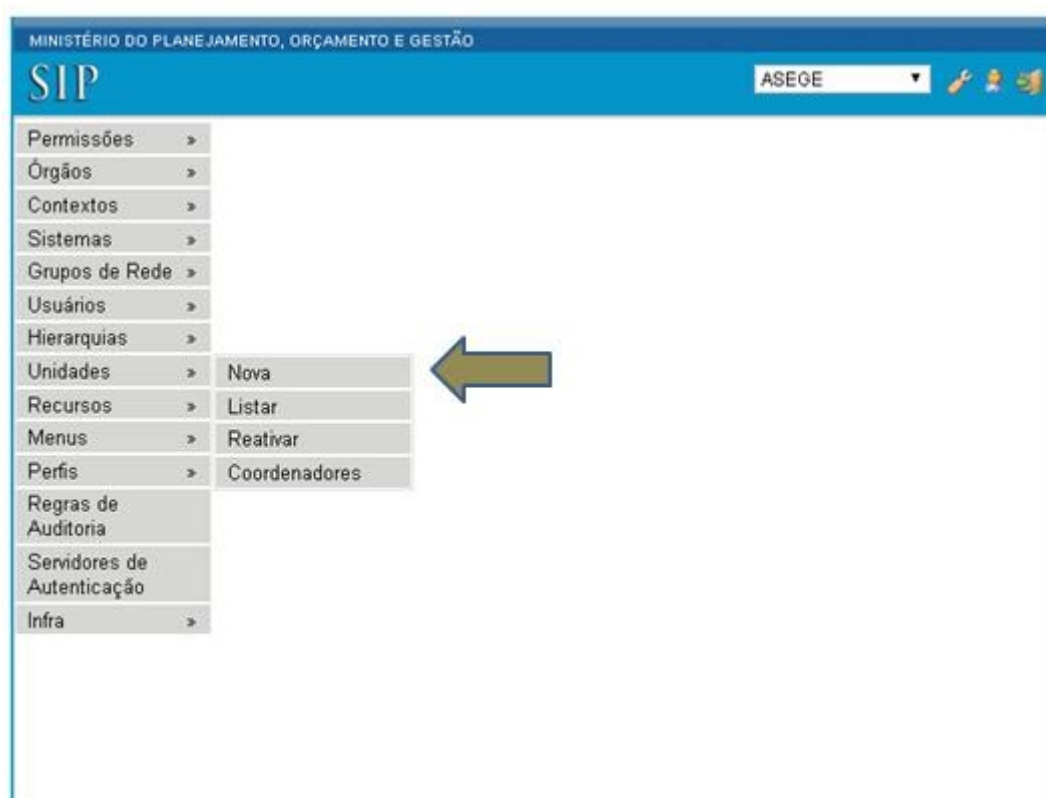 MINISTÉRIO DO PLANEJAMENTO, ORÇAMENTO E GESTÃO
SIP
ASEGE
Permissões »
Órgãos »
Contextos »
Sistemas »
Grupos de Rede »
Usuários »
Hierarquias »
Unidades »
Nova
Recursos »
Listar
Menus »
Reativar
Perfis »
Coordenadores
Regras de
Auditoria
Servidores de
Autenticação
Infra »